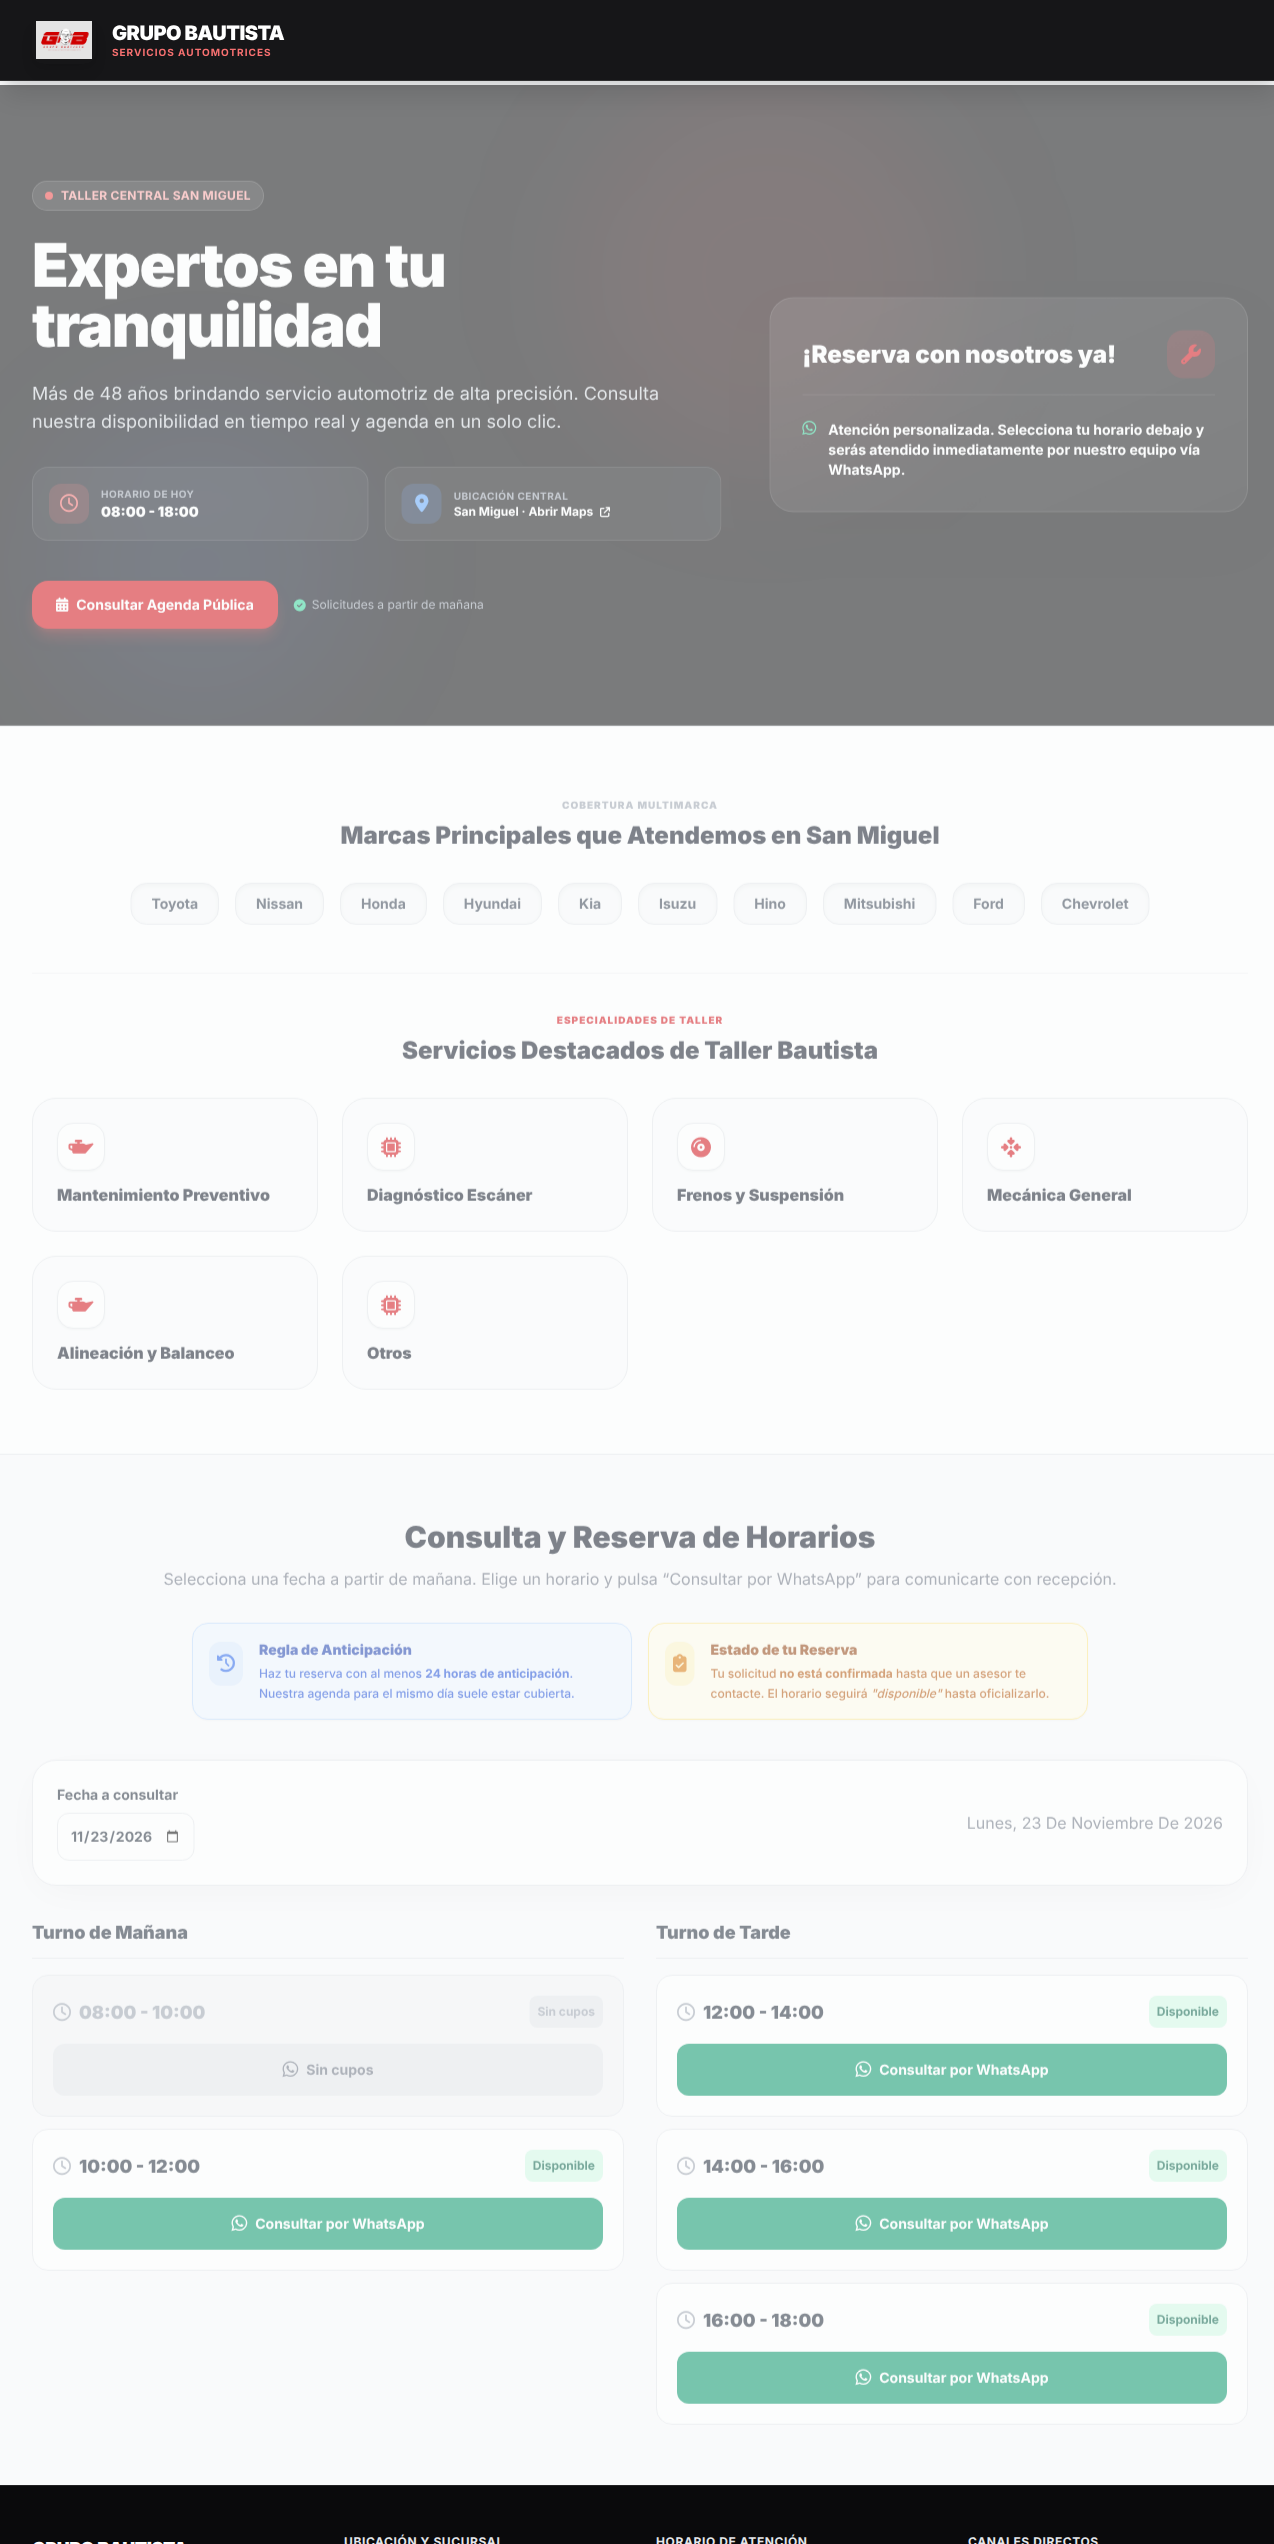 GB
GRUPO BAUTISTA
SERVICIOS AUTOMOTRICES
TALLER CENTRAL SAN MIGUEL
Expertos en tu
tranquilidad
Más de 48 años brindando servicio automotriz de alta precisión. Consulta
nuestra disponibilidad en tiempo real y agenda en un solo clic.
HORARIO DE HOY
08:00 - 18:00
UBICACIÓN CENTRAL
San Miguel · Abrir Maps
Consultar Agenda Pública
Solicitudes a partir de mañana
¡Reserva con nosotros ya!
Atención personalizada. Selecciona tu horario debajo y
serás atendido inmediatamente por nuestro equipo vía
WhatsApp.
COBERTURA MULTIMARCA
Marcas Principales que Atendemos en San Miguel
Toyota
Nissan
Honda
Hyundai
Kia
Isuzu
Hino
Mitsubishi
Ford
Chevrolet
ESPECIALIDADES DE TALLER
Servicios Destacados de Taller Bautista
Mantenimiento Preventivo
Diagnóstico Escáner
Frenos y Suspensión
Mecánica General
Alineación y Balanceo
Otros
Consulta y Reserva de Horarios
Selecciona una fecha a partir de mañana. Elige un horario y pulsa “Consultar por WhatsApp” para comunicarte con recepción.
Regla de Anticipación
Haz tu reserva con al menos 24 horas de anticipación.
Nuestra agenda para el mismo día suele estar cubierta.
Estado de tu Reserva
Tu solicitud no está confirmada hasta que un asesor te
contacte. El horario seguirá "disponible" hasta oficializarlo.
Fecha a consultar
11/23/2026
Lunes, 23 De Noviembre De 2026
Turno de Mañana
08:00 - 10:00
Sin cupos
Sin cupos
10:00 - 12:00
Disponible
Consultar por WhatsApp
Turno de Tarde
12:00 - 14:00
Disponible
Consultar por WhatsApp
14:00 - 16:00
Disponible
Consultar por WhatsApp
16:00 - 18:00
Disponible
Consultar por WhatsApp
GRUPO BAUTISTA
UBICACIÓN Y SUCURSAL
HORARIO DE ATENCIÓN
CANALES DIRECTOS